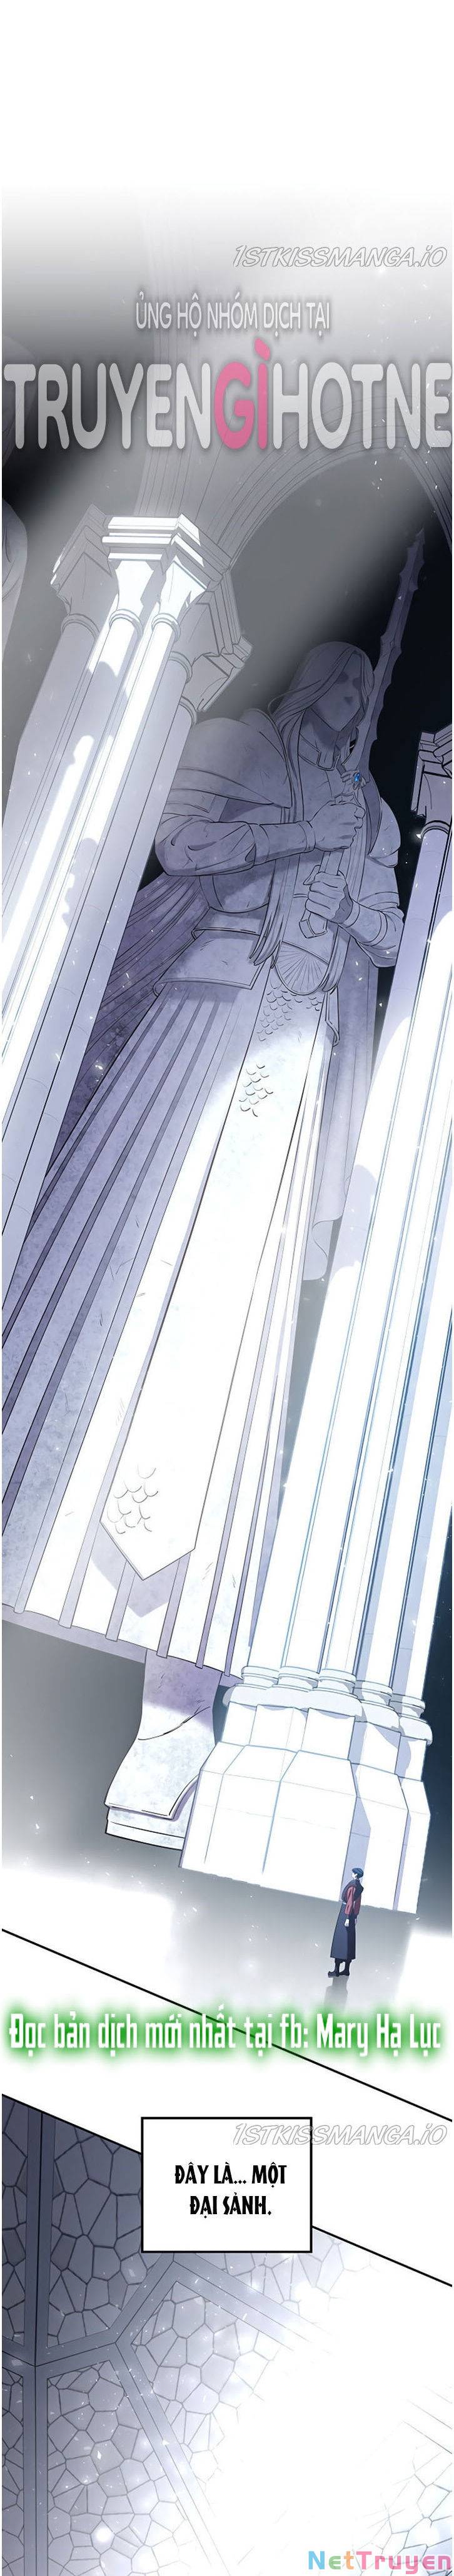 1STKISSMANGA.IO
ỦNG HỘ NHÓM DỊCH TẠI
TRUYENGÌHOTNE
Đọc bản dịch mới nhất tại fb: Mary Hạ Lục
1STKISSMANGA.IO
ĐÂY LÀ... MỘT
ĐẠI SẢNH.
NetTruyen